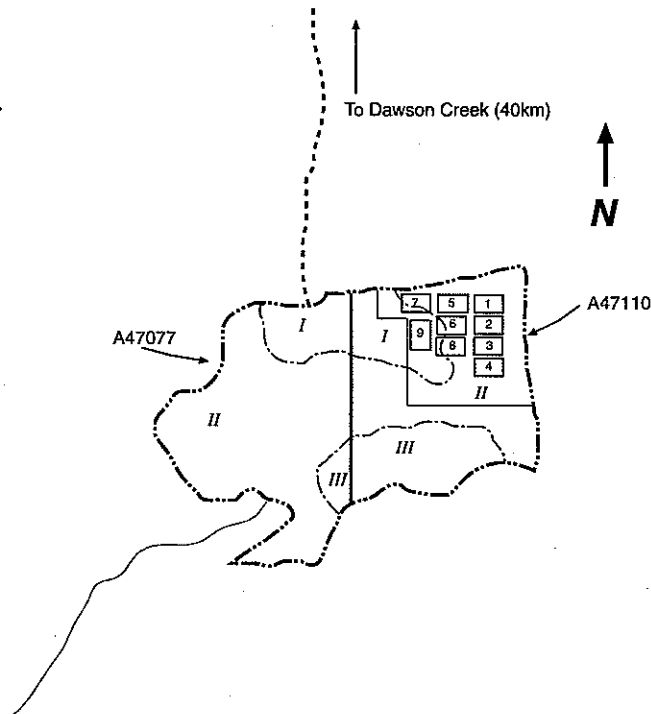 To Dawson Creek (40km)
N
A47110
7 5 1
I
6 2
A47077
I
9
8 3
4
II
II
III
III